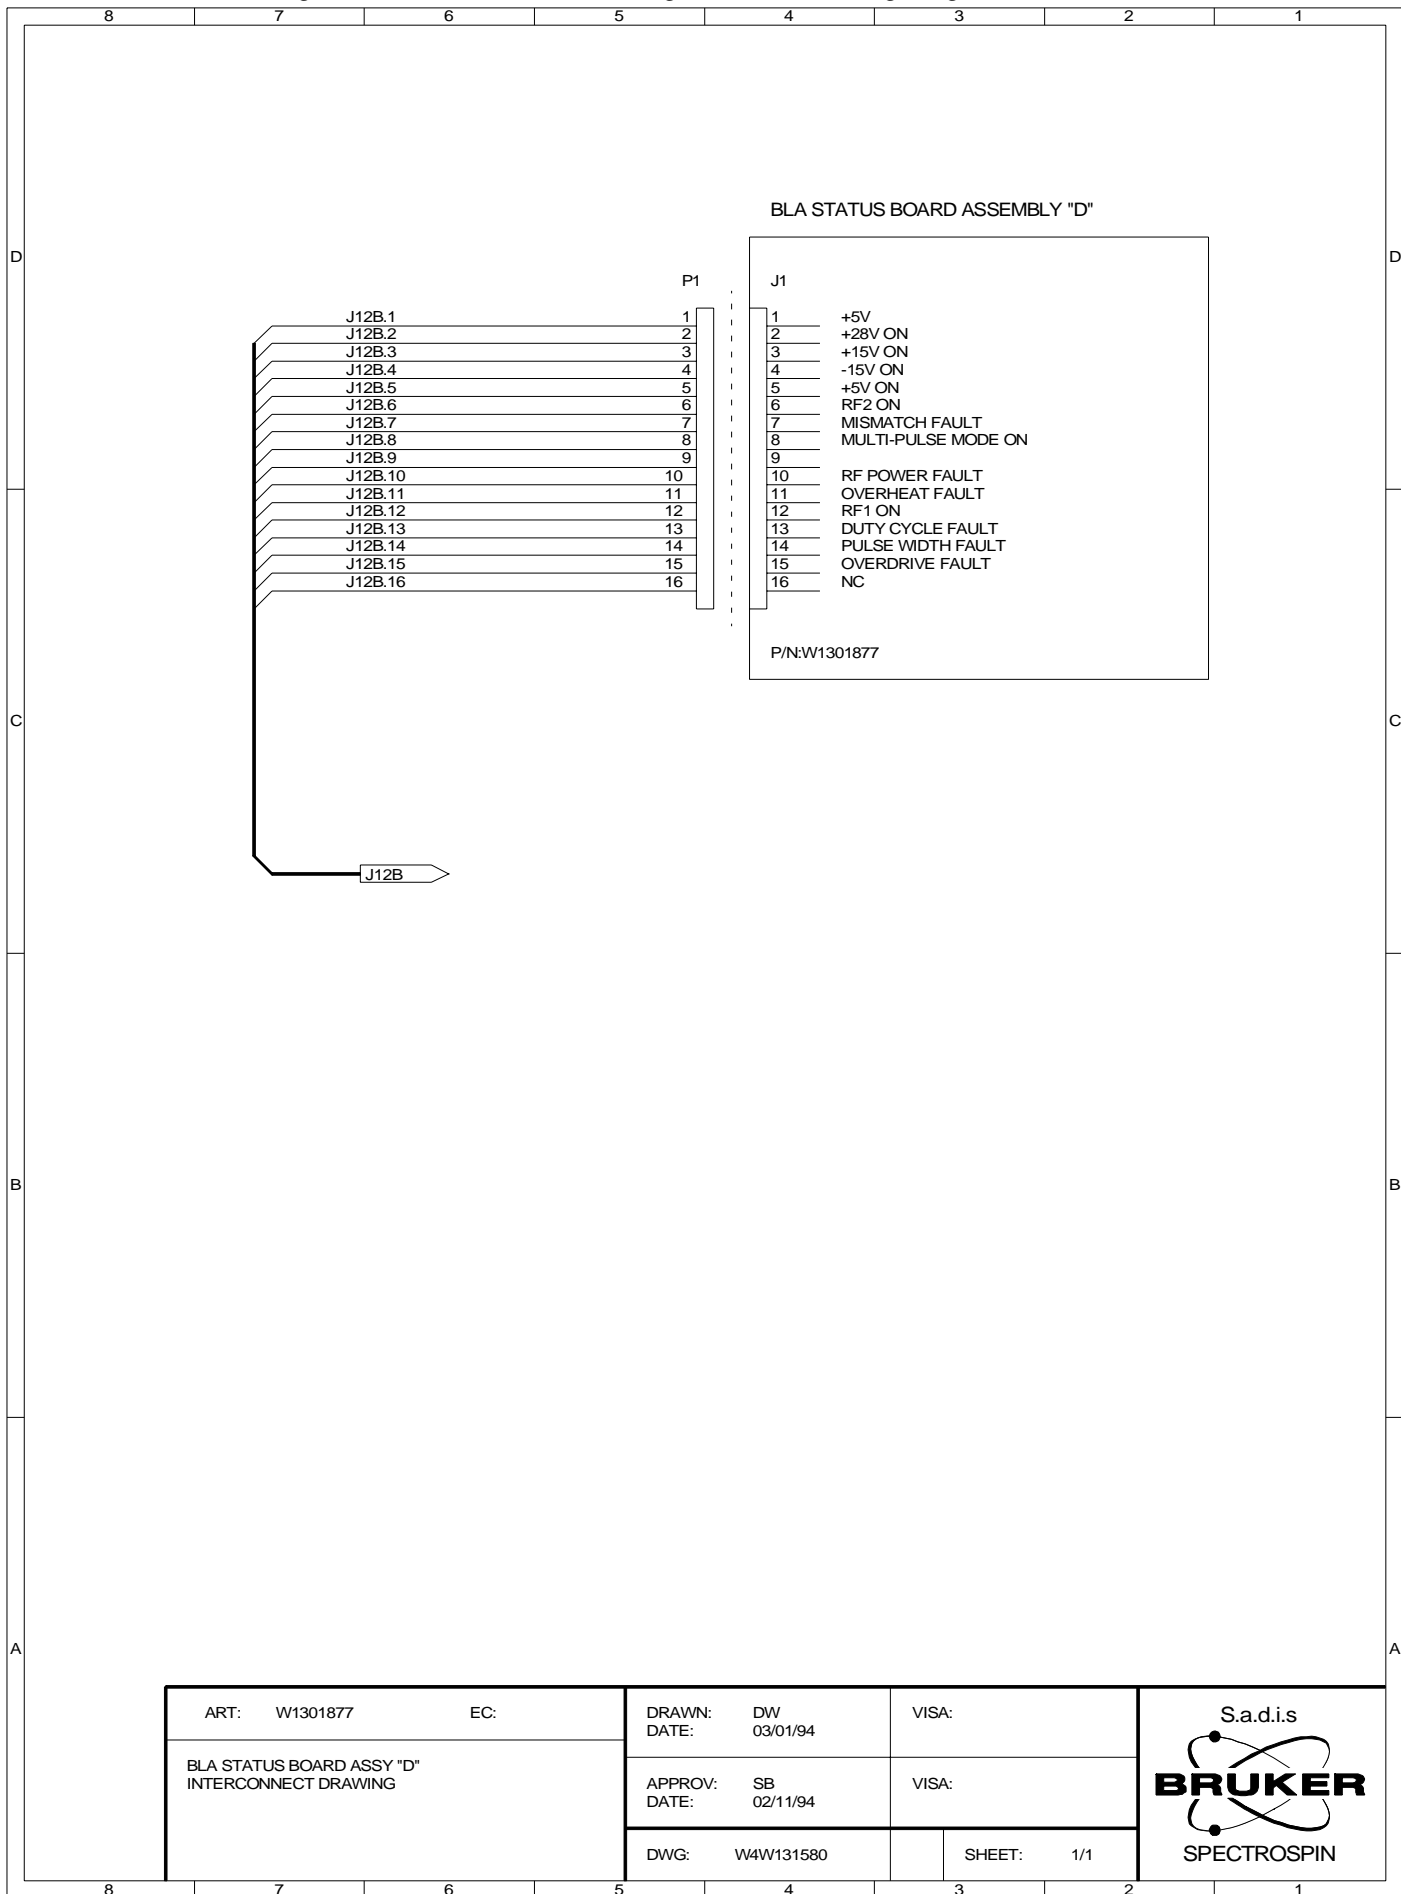 8 7 6 5 4 3 2 1
BLA STATUS BOARD ASSEMBLY "D"
D D
P1 J1
J12B.1 1 1 +5V
J12B.2 2 2 +28V ON
J12B.3 3 3 +15V ON
J12B.4 4 4 -15V ON
J12B.5 5 5 +5V ON
J12B.6 6 6 RF2 ON
J12B.7 7 7 MISMATCH FAULT
J12B.8 8 8 MULTI-PULSE MODE ON
J12B.9 9 9
J12B.10 10 10 RF POWER FAULT
J12B.11 11 11 OVERHEAT FAULT
J12B.12 12 12 RF1 ON
J12B.13 13 13 DUTY CYCLE FAULT
J12B.14 14 14 PULSE WIDTH FAULT
J12B.15 15 15 OVERDRIVE FAULT
J12B.16 16 16 NC
P/N:W1301877
C C
J12B
B B
A A
ART: W1301877 EC:
BLA STATUS BOARD ASSY "D"
INTERCONNECT DRAWING
DRAWN: DW VISA:
DATE: 03/01/94
APPROV: SB VISA:
DATE: 02/11/94
DWG: W4W131580 SHEET: 1/1
S.a.d.i.s
BRUKER
SPECTROSPIN
8 7 6 5 4 3 2 1